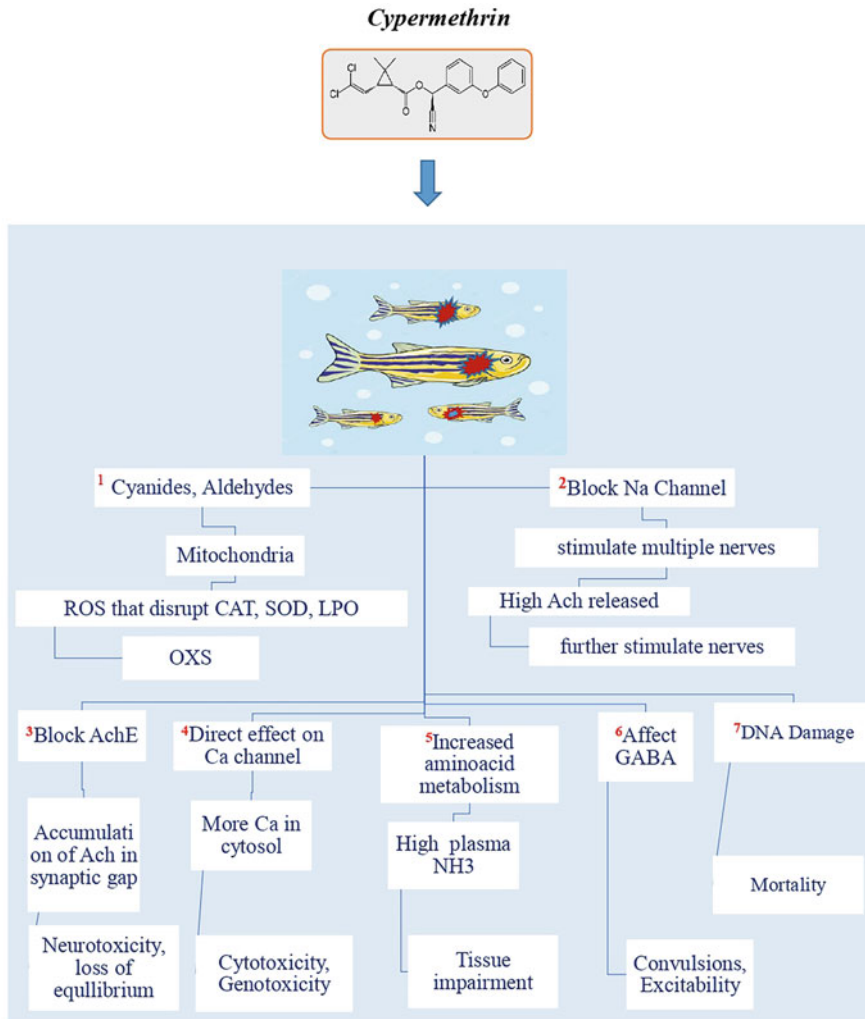 Cypermethrin
Cl
Cl
O
O
O
N
1 Cyanides, Aldehydes
Mitochondria
ROS that disrupt CAT, SOD, LPO
OXS
2Block Na Channel
stimulate multiple nerves
High Ach released
further stimulate nerves
3Block AchE
Accumulati
on of Ach in
synaptic gap
Neurotoxicity,
loss of
equllibrium
4Direct effect on
Ca channel
More Ca in
cytosol
Cytotoxicity,
Genotoxicity
5Increased
aminoacid
metabolism
High plasma
NH3
Tissue
impairment
6Affect
GABA
Convulsions,
Excitability
7DNA Damage
Mortality